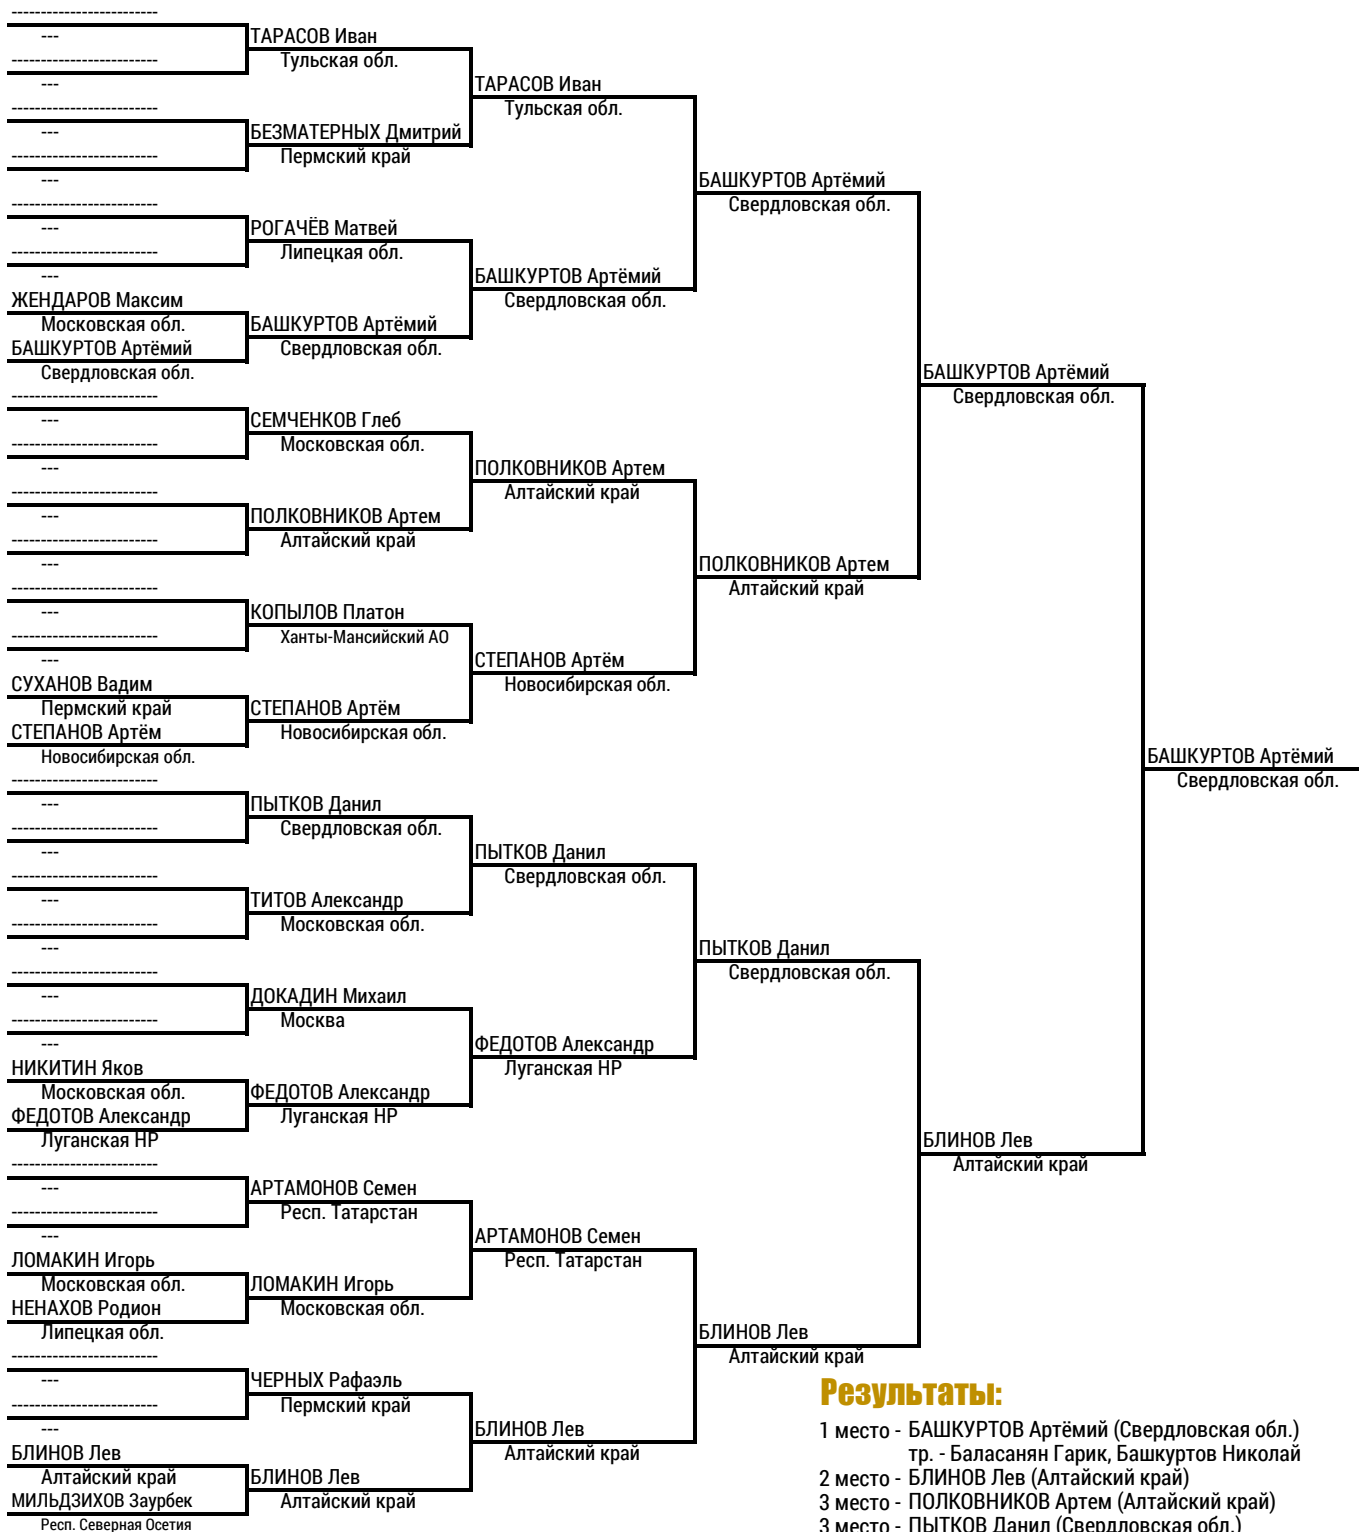 -------------------------
---
-------------------------
---
-------------------------
---
-------------------------
---
-------------------------
---
-------------------------
---
ЖЕНДАРОВ Максим
Московская обл.
БАШКУРТОВ Артёмий
Свердловская обл.
-------------------------
---
-------------------------
---
-------------------------
---
-------------------------
---
-------------------------
---
-------------------------
---
СУХАНОВ Вадим
Пермский край
СТЕПАНОВ Артём
Новосибирская обл.
-------------------------
---
-------------------------
---
-------------------------
---
-------------------------
---
-------------------------
---
-------------------------
---
НИКИТИН Яков
Московская обл.
ФЕДОТОВ Александр
Луганская НР
-------------------------
---
-------------------------
---
ЛОМАКИН Игорь
Московская обл.
НЕНАХОВ Родион
Липецкая обл.
-------------------------
---
-------------------------
---
БЛИНОВ Лев
Алтайский край
МИЛЬДЗИХОВ Заурбек
Респ. Северная Осетия
ТАРАСОВ Иван
Тульская обл.
БЕЗМАТЕРНЫХ Дмитрий
Пермский край
РОГАЧЁВ Матвей
Липецкая обл.
БАШКУРТОВ Артёмий
Свердловская обл.
СЕМЧЕНКОВ Глеб
Московская обл.
ПОЛКОВНИКОВ Артем
Алтайский край
КОПЫЛОВ Платон
Ханты-Мансийский АО
СТЕПАНОВ Артём
Новосибирская обл.
ПЫТКОВ Данил
Свердловская обл.
ТИТОВ Александр
Московская обл.
ДОКАДИН Михаил
Москва
ФЕДОТОВ Александр
Луганская НР
АРТАМОНОВ Семен
Респ. Татарстан
ЛОМАКИН Игорь
Московская обл.
ЧЕРНЫХ Рафаэль
Пермский край
БЛИНОВ Лев
Алтайский край
ТАРАСОВ Иван
Тульская обл.
БАШКУРТОВ Артёмий
Свердловская обл.
ПОЛКОВНИКОВ Артем
Алтайский край
СТЕПАНОВ Артём
Новосибирская обл.
ПЫТКОВ Данил
Свердловская обл.
ФЕДОТОВ Александр
Луганская НР
АРТАМОНОВ Семен
Респ. Татарстан
БЛИНОВ Лев
Алтайский край
БАШКУРТОВ Артёмий
Свердловская обл.
ПОЛКОВНИКОВ Артем
Алтайский край
ПЫТКОВ Данил
Свердловская обл.
БЛИНОВ Лев
Алтайский край
БАШКУРТОВ Артёмий
Свердловская обл.
БЛИНОВ Лев
Алтайский край
БАШКУРТОВ Артёмий
Свердловская обл.
Результаты:
1 место - БАШКУРТОВ Артёмий (Свердловская обл.)
тр. - Баласанян Гарик, Башкуртов Николай
2 место - БЛИНОВ Лев (Алтайский край)
3 место - ПОЛКОВНИКОВ Артем (Алтайский край)
3 место - ПЫТКОВ Данил (Свердловская обл.)